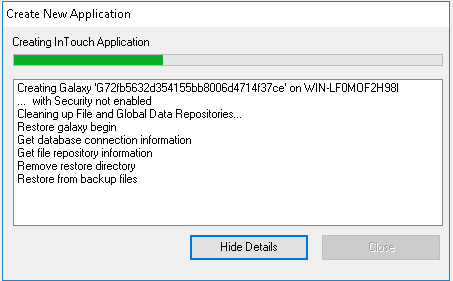 Create New Application
Creating InTouch Application
Creating Galaxy 'G72fb5632d354155bb8006d4714f37ce' on WIN-LF0MOF2H98I
... with Security not enabled
Cleaning up File and Global Data Repositories...
Restore galaxy begin
Get database connection information
Get file repository information
Remove restore directory
Restore from backup files
Hide Details
Close